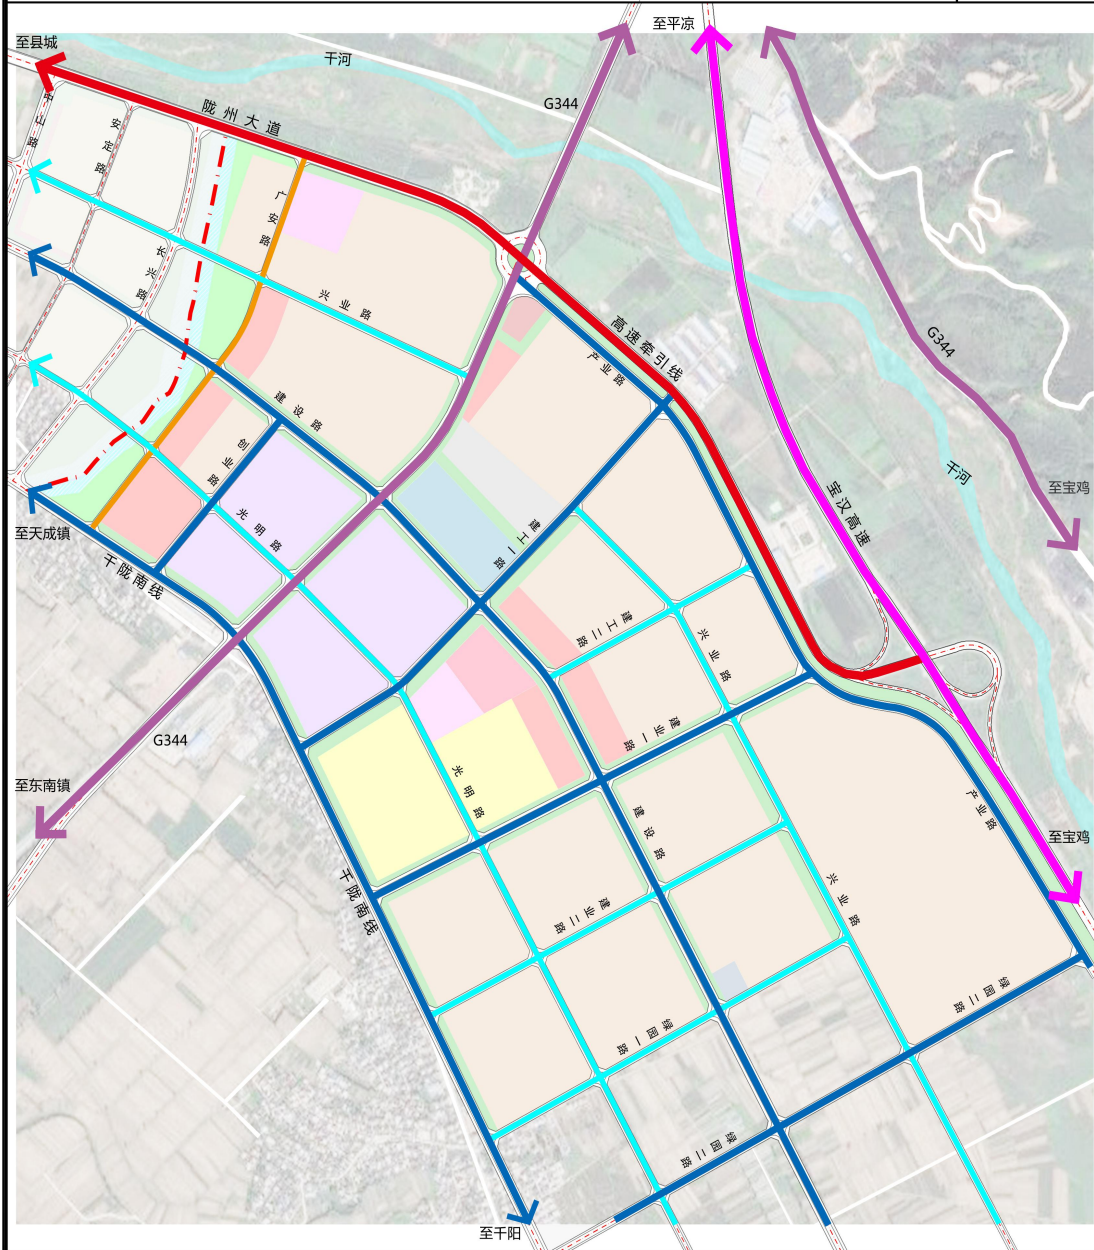 至平凉
至县城
千河
G344
陇州大道
安定路
广安路
长兴路
兴业路
高速牵引线
产业路
G344
建设路
创业路
光明路
千河
至宝鸡
宝汉高速
至天成镇
千陇南线
建工一路
建工二路
兴业路
建业一路
G344
至东南镇
光明路
建设路
产业路
至宝鸡
千陇南线
建业二路
兴业路
绿园一路
绿园二路
绿园二路
至千阳